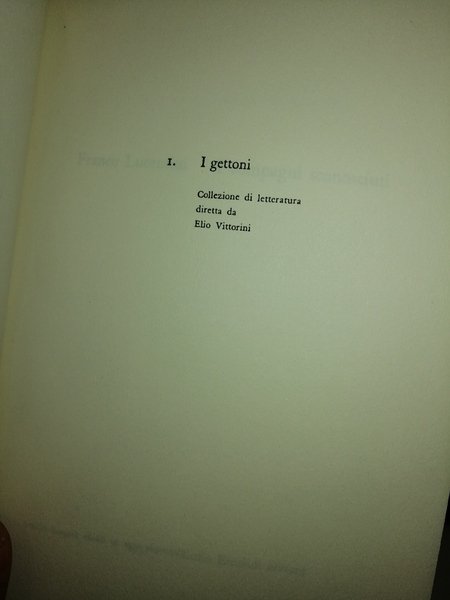 1. I gettoni
Collezione di letteratura
diretta da
Elio Vittorini